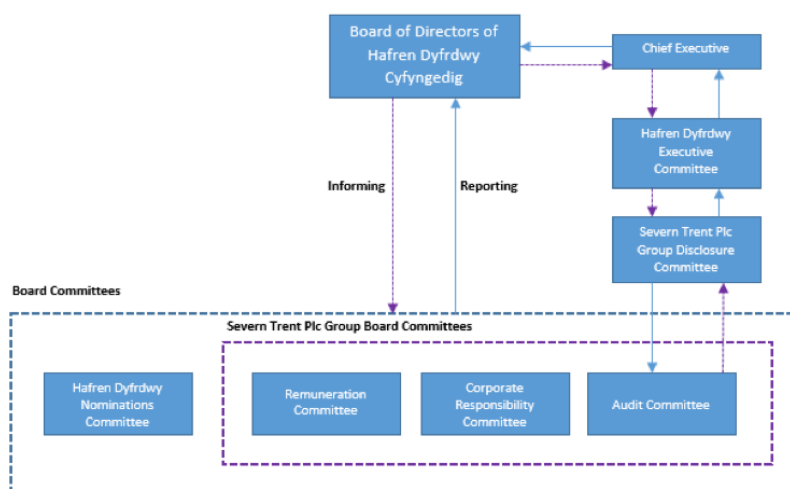 Board of Directors of
Hafren Dyfrdwy
Cyfyngedig
Chief Executive
Hafren Dyfrdwy
Executive
Committee
Informing
Reporting
Severn Trent Plc
Group Disclosure
Committee
Board Committees
Severn Trent Plc Group Board Committees
Hafren Dyfrdwy
Nominations
Committee
Remuneration
Committee
Corporate
Responsibility
Committee
Audit Committee